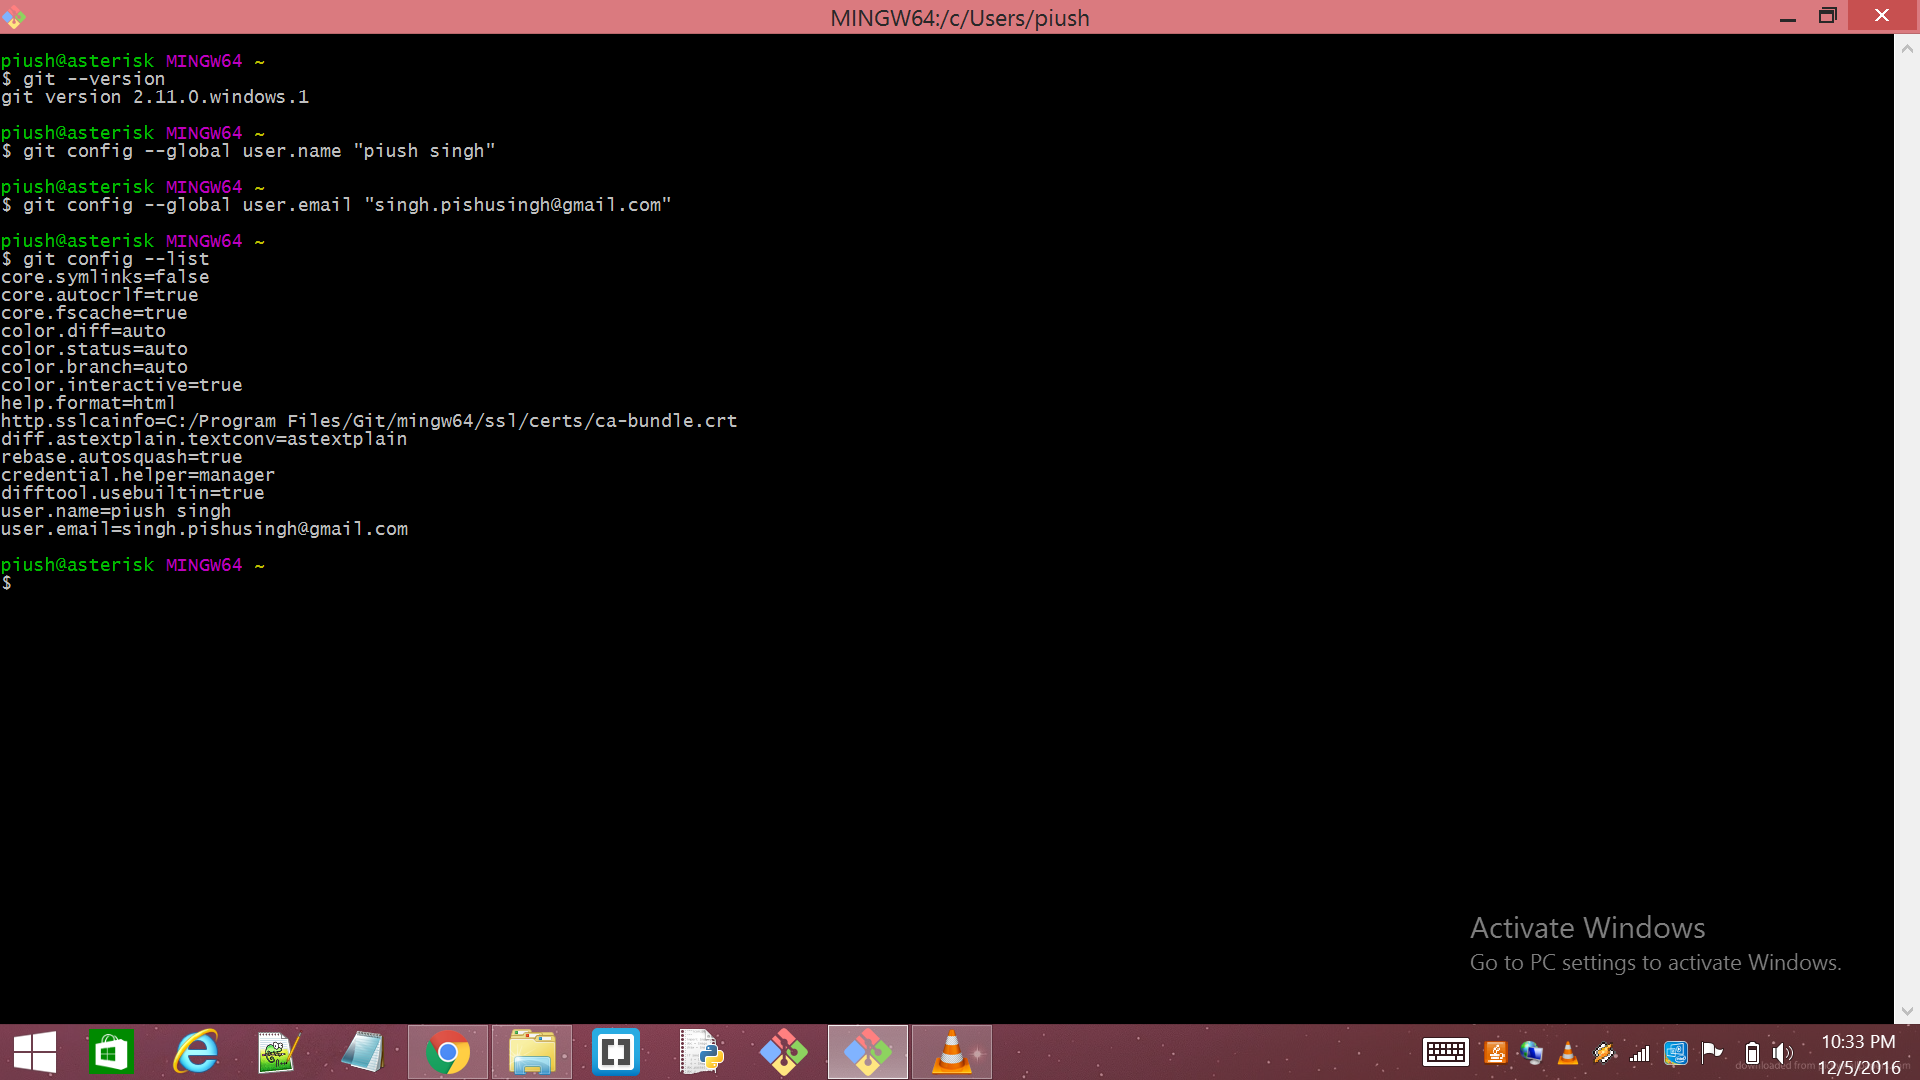 MINGW64:/c/Users/piush
piush@asterisk MINGW64 ~
$ git --version
git version 2.11.0.windows.1
piush@asterisk MINGW64 ~
$ git config --global user.name "piush singh"
piush@asterisk MINGW64 ~
$ git config --global user.email "singh.pishusingh@gmail.com"
piush@asterisk MINGW64 ~
$ git config --list
core.symlinks=false
core.autocrlf=true
core.fscache=true
color.diff=auto
color.status=auto
color.branch=auto
color.interactive=true
help.format=html
http.sslcainfo=C:/Program Files/Git/mingw64/ssl/certs/ca-bundle.crt
diff.astextplain.textconv=astextplain
rebase.autosquash=true
credential.helper=manager
difftool.usebuiltin=true
user.name=piush singh
user.email=singh.pishusingh@gmail.com
piush@asterisk MINGW64 ~
$
Activate Windows
Go to PC settings to activate Windows.
10:33 PM
12/5/2016
downloaded from